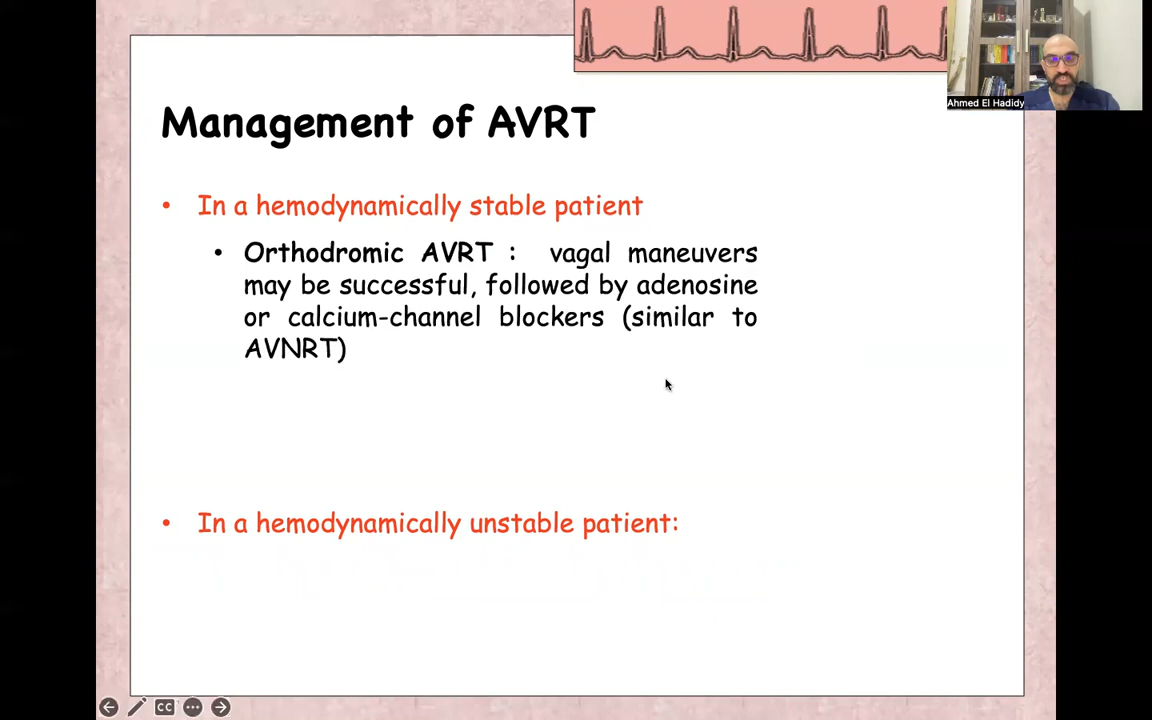 Ahmed El Hadidy
Management of AVRT
• In a hemodynamically stable patient
• Orthodromic AVRT : vagal maneuvers
may be successful, followed by adenosine
or calcium-channel blockers (similar to
AVNRT)
• In a hemodynamically unstable patient:
CC